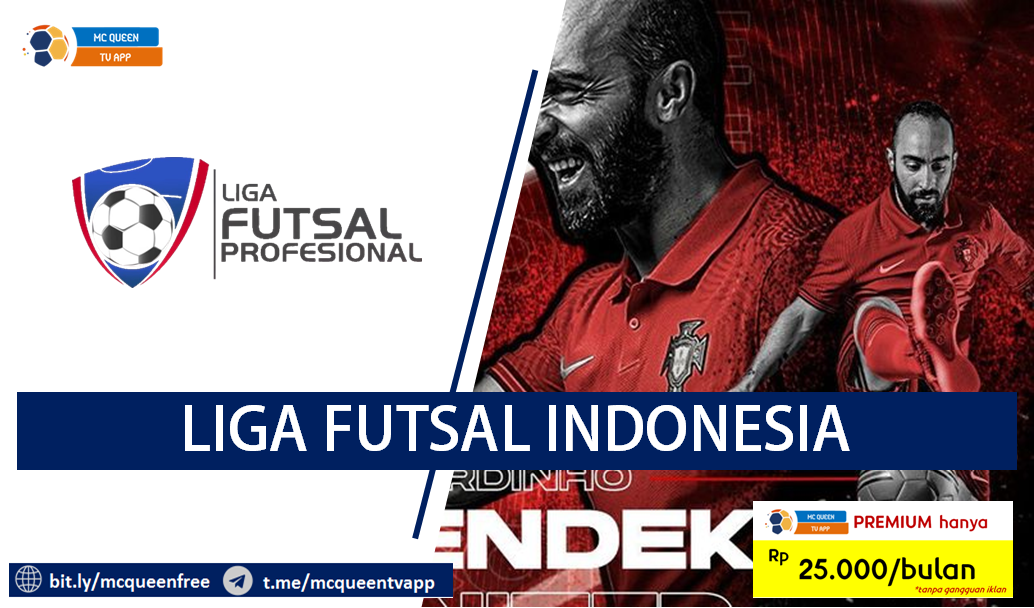 MC QUEEN
TV APP
LIGA
FUTSAL
PROFESIONAL
LIGA FUTSAL INDONESIA
RDINHO
ENDEK
MC QUEEN
TV APP
PREMIUM hanya
Rp 25.000/bulan
*tanpa gangguan iklan
bit.ly/mcqueenfree
t.me/mcqueentvapp